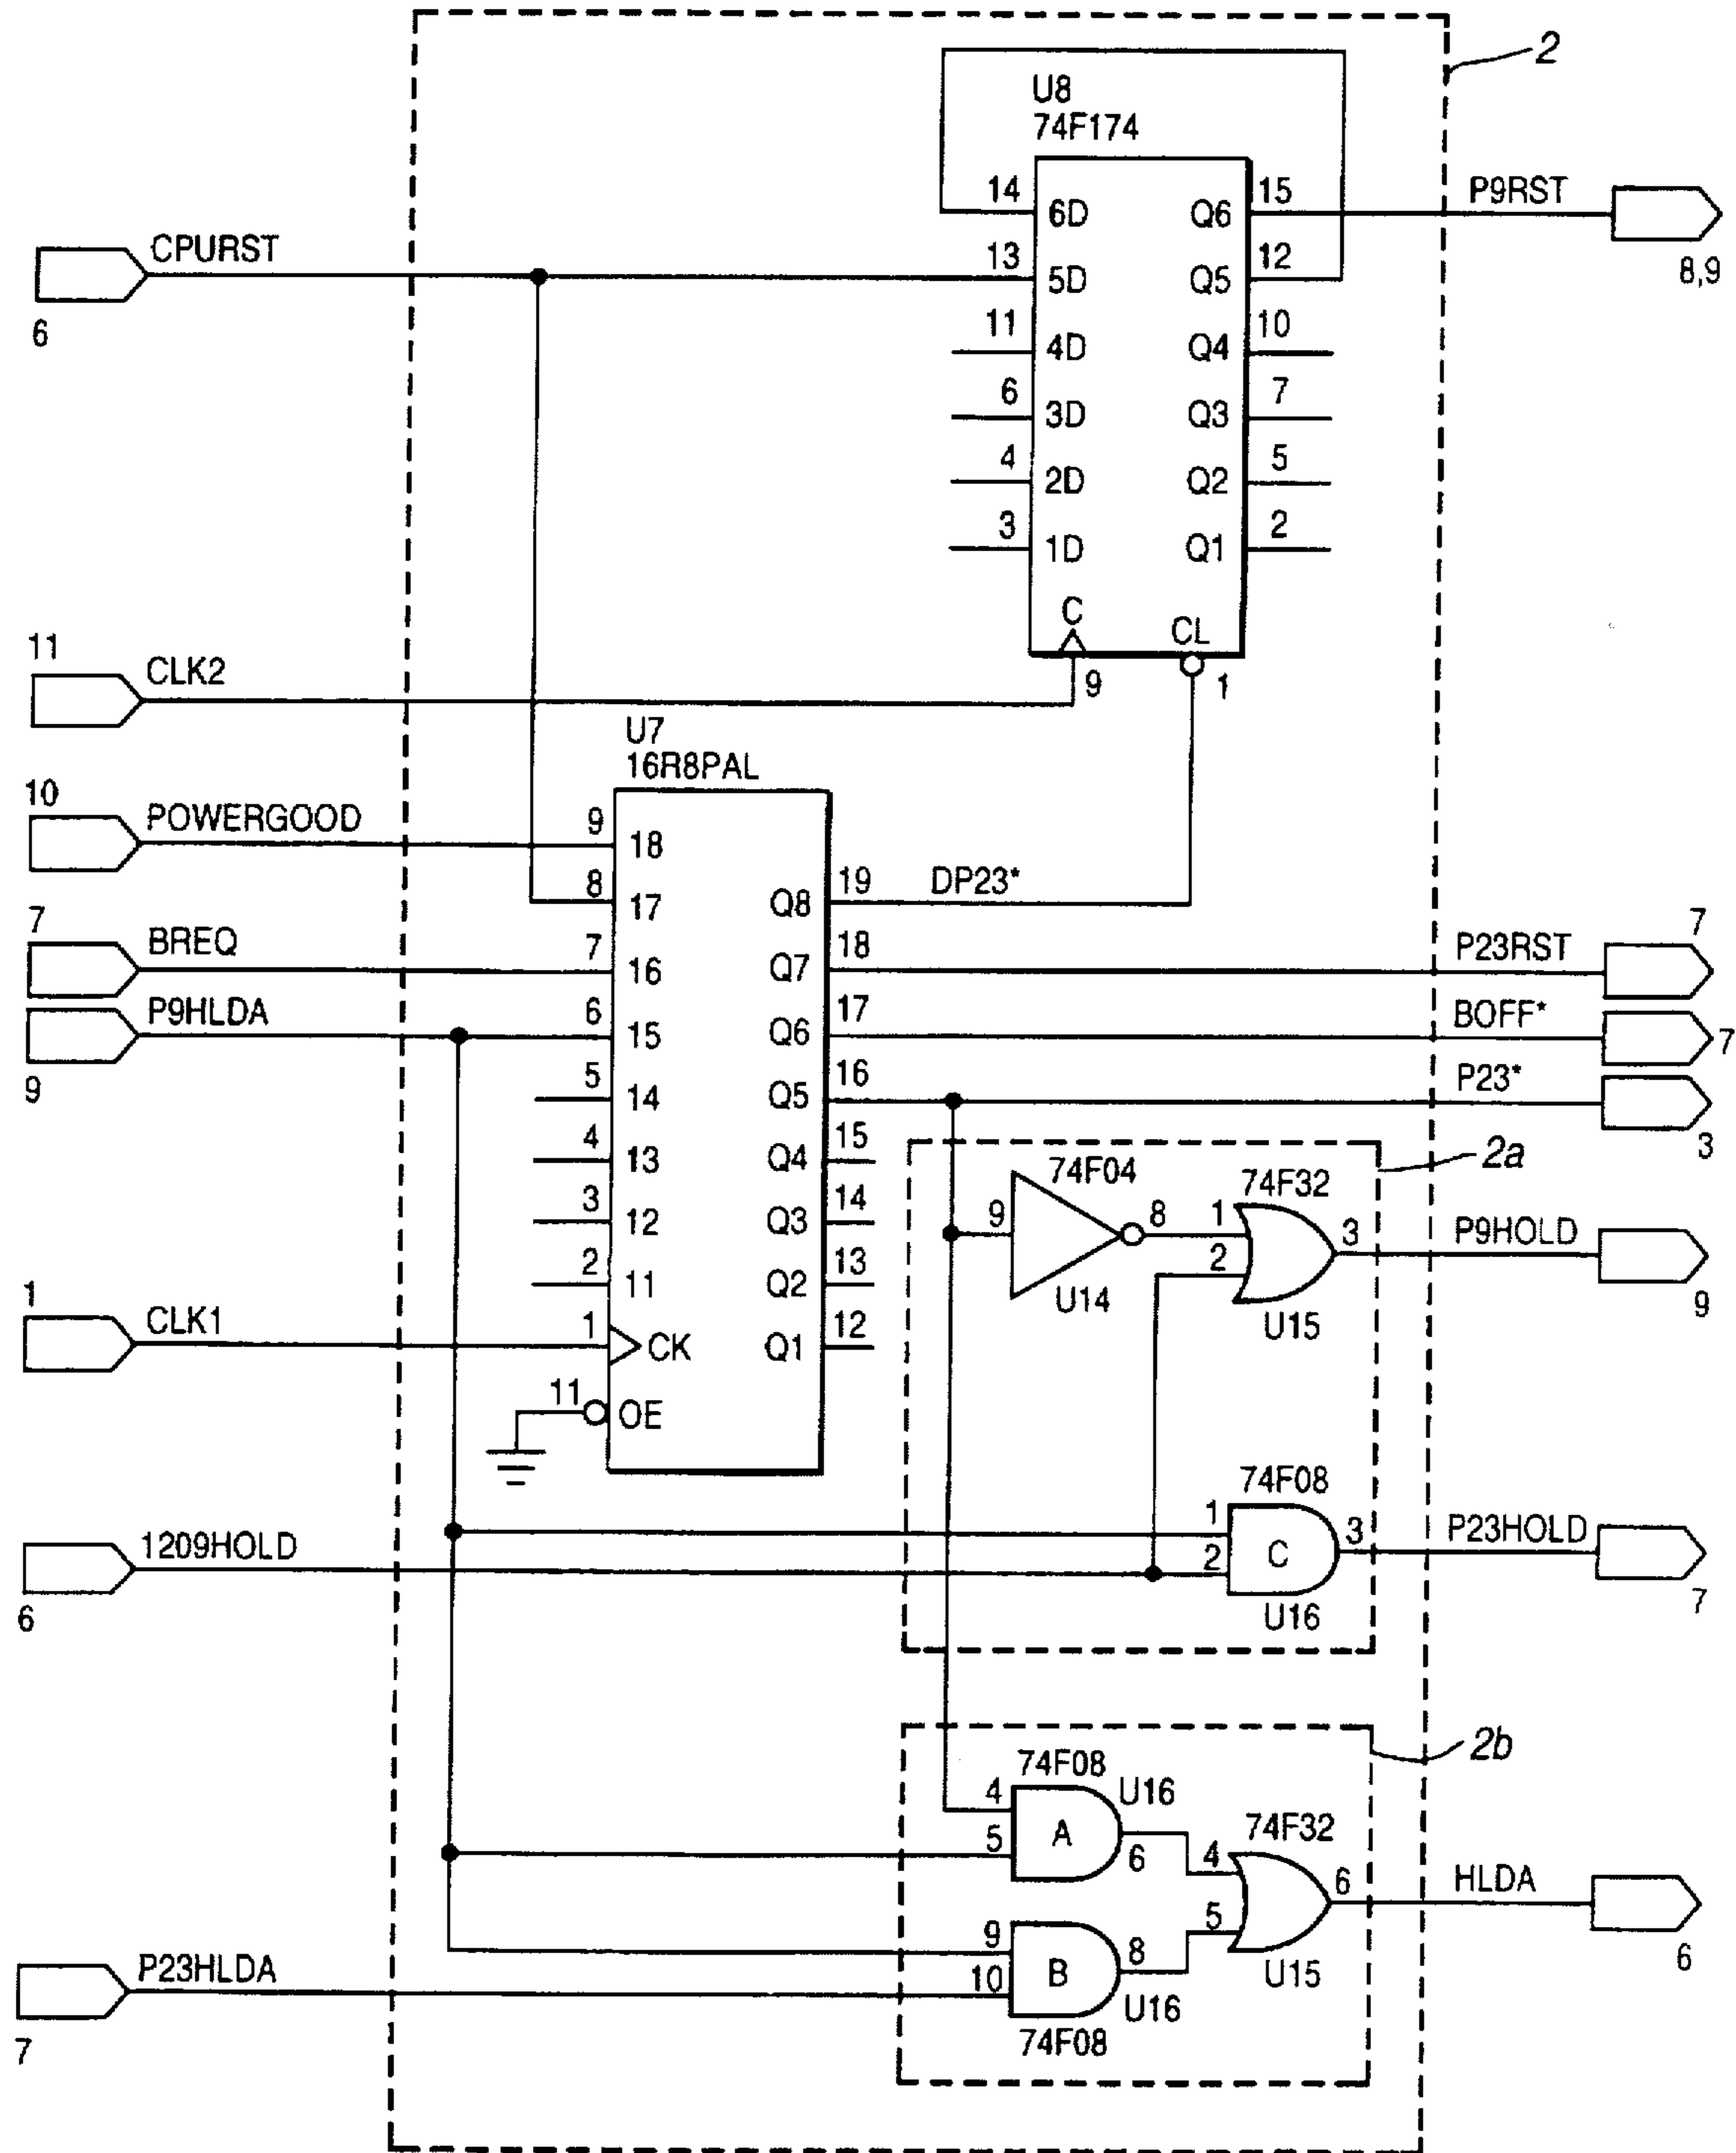 2
U8
74F174
14 6D Q6 15 P9RST
8,9
CPURST 13 5D Q5 12
6
11 4D Q4 10
6 3D Q3 7
4 2D Q2 5
3 1D Q1 2
C CL
9 1
11
CLK2
U7
16R8PAL
10
POWERGOOD 9 18
8 17 Q8 19 DP23*
7
BREQ 7 16 Q7 18 P23RST 7
P9HLDA 6 15 Q6 17 BOFF* 7
9
5 14 Q5 16 P23* 3
4 13 Q4 15
3 12 Q3 14
2 11 Q2 13
1
CLK1 1 CK Q1 12
11 OE
2a
74F04 74F32
9 8 1 2 3 P9HOLD
U14 U15 9
74F08
1209HOLD 1 2 C 3 P23HOLD
6 U16 7
2b
74F08 U16
4 5 A 6
74F32
4 5 6 HLDA
U15 6
9 10 B 8
U16
74F08
P23HLDA
7